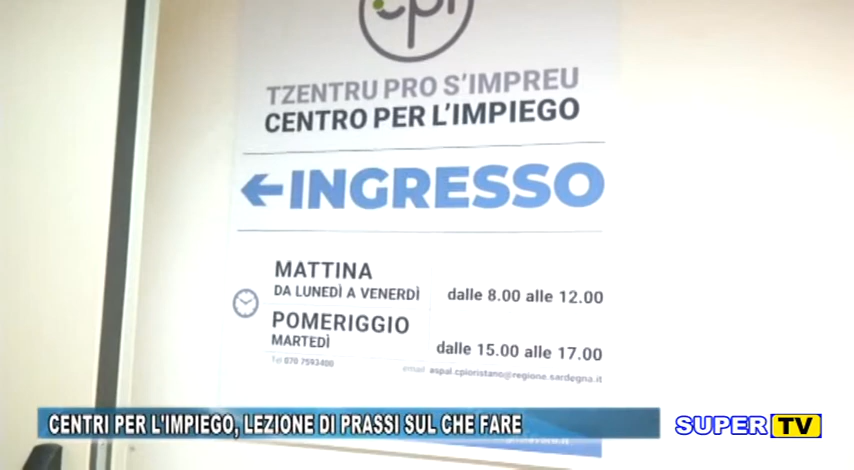 cpi
TZENTRU PRO S'IMPREU
CENTRO PER L'IMPIEGO
←INGRESSO
MATTINA
DA LUNEDÌ A VENERDÌ dalle 8.00 alle 12.00
POMERIGGIO
MARTEDÌ dalle 15.00 alle 17.00
Tel 070 7593400 email aspal.cpioristano@regione.sardegna.it
CENTRI PER L'IMPIEGO, LEZIONE DI PRASSI SUL CHE FARE
SUPER TV